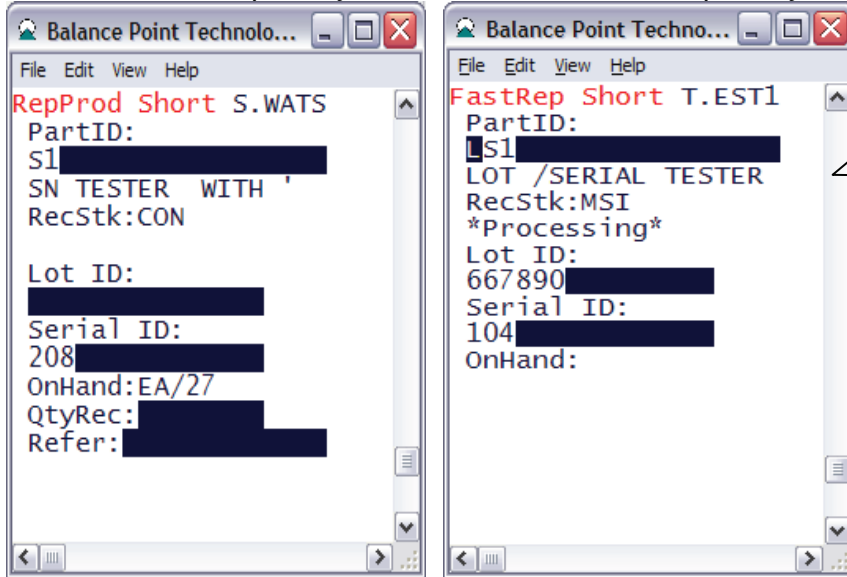 Balance Point Technolo...
File Edit View Help
RepProd Short S.WATS
PartID:
S1
SN TESTER WITH '
RecStk:CON
Lot ID:
Serial ID:
208
OnHand:EA/27
QtyRec:
Refer:
Balance Point Techno...
File Edit View Help
FastRep Short T.EST1
PartID:
LS1
LOT /SERIAL TESTER
RecStk:MSI
*Processing*
Lot ID:
667890
Serial ID:
104
OnHand: